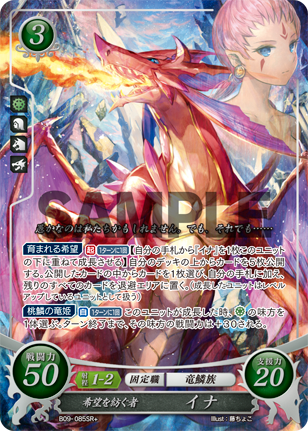 3
SAMPLE
愚かなのは私たちかもしれません。でも、それでも……
育まれる希望 起 1ターンに1回 【自分の手札から「イナ」を1枚このユニット
の下に重ねて成長させる】自分のデッキの上からカードを5枚公開
する。公開したカードの中からカードを1枚選び、自分の手札に加え、
残りのすべてのカードを退避エリアに置く。(成長したユニットはレベル
アップしているユニットとして扱う)
桃鱗の竜姫 自 1ターンに1回 このユニットが成長した時、 の味方を
1体選ぶ。ターン終了まで、その味方の戦闘力は+30される。
戦闘力
50
射程
1-2
固定職
竜鱗族
支援力
20
B09-085SR+
希望を紡ぐ者
イナ
Illust:藤ちょこ